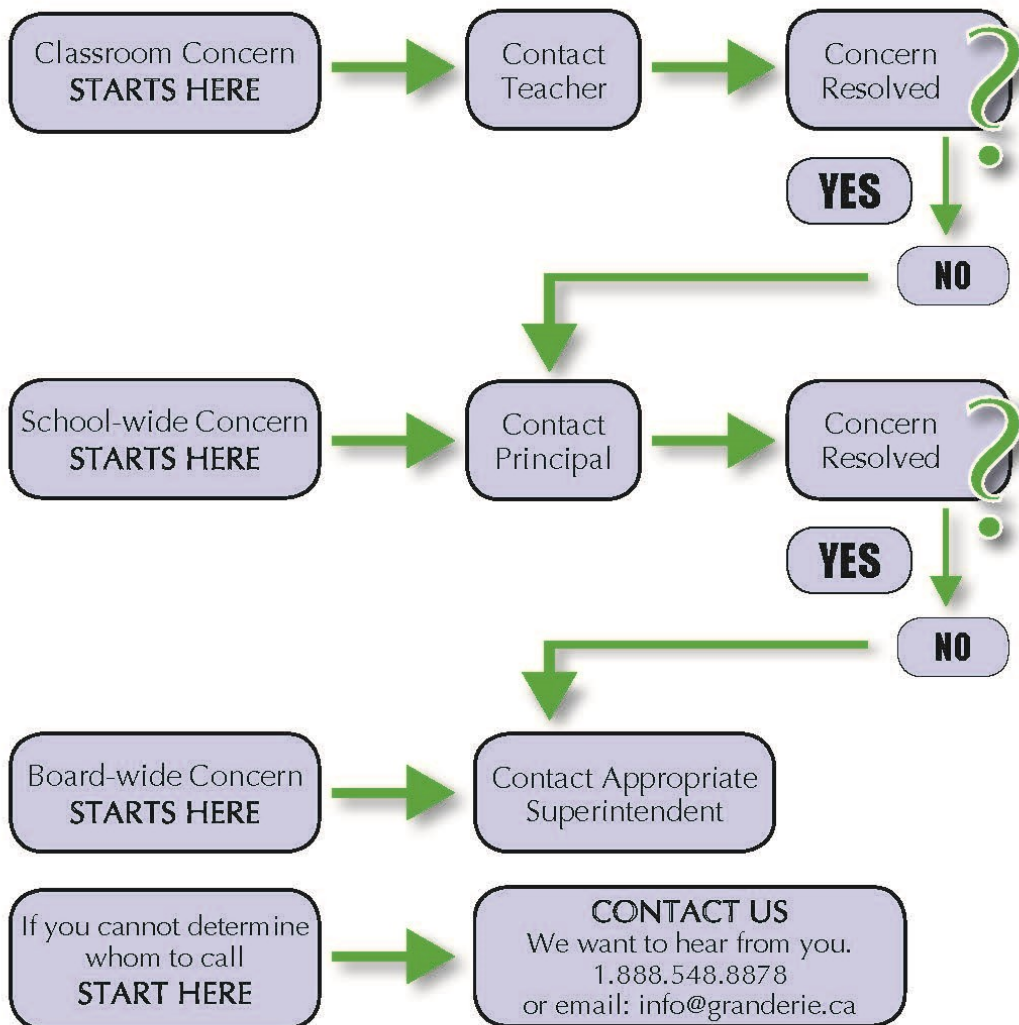 Classroom Concern
STARTS HERE
Contact
Teacher
Concern
Resolved
?
YES
NO
School-wide Concern
STARTS HERE
Contact
Principal
Concern
Resolved
?
YES
NO
Board-wide Concern
STARTS HERE
Contact Appropriate
Superintendent
If you cannot determine
whom to call
START HERE
CONTACT US
We want to hear from you.
1.888.548.8878
or email: info@granderie.ca